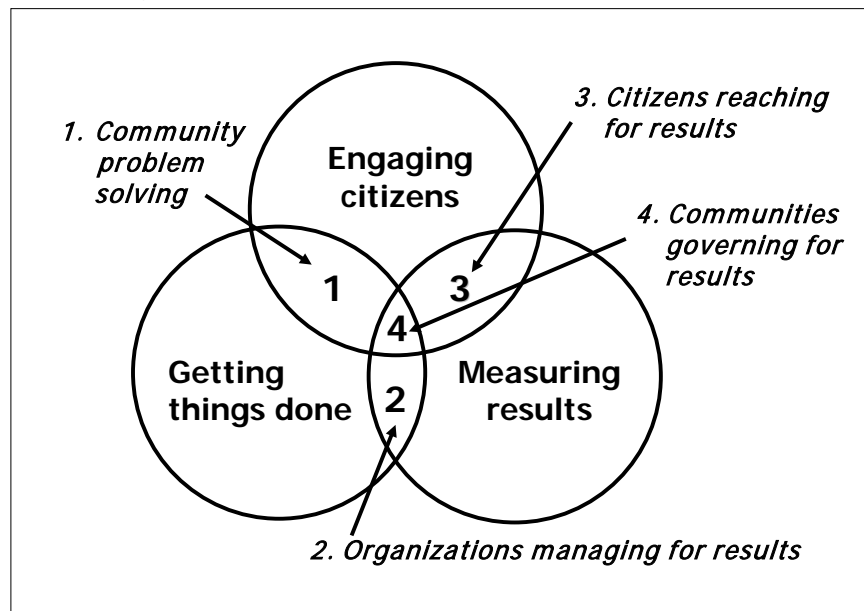 1. Community
problem
solving
3. Citizens reaching
for results
Engaging
citizens
4. Communities
governing for
results
1
3
4
Getting
things done
2
Measuring
results
2. Organizations managing for results